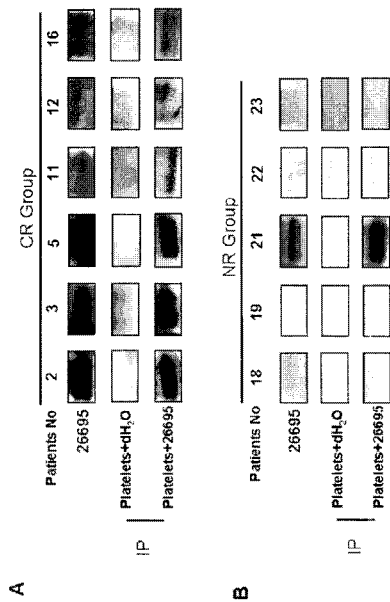 A
CR Group
Patients No 2 3 5 11 12 16
26695
IP
Platelets+dH₂O
Platelets+26695
B
NR Group
Patients No 18 19 21 22 23
26695
IP
Platelets+dH₂O
Platelets+26695